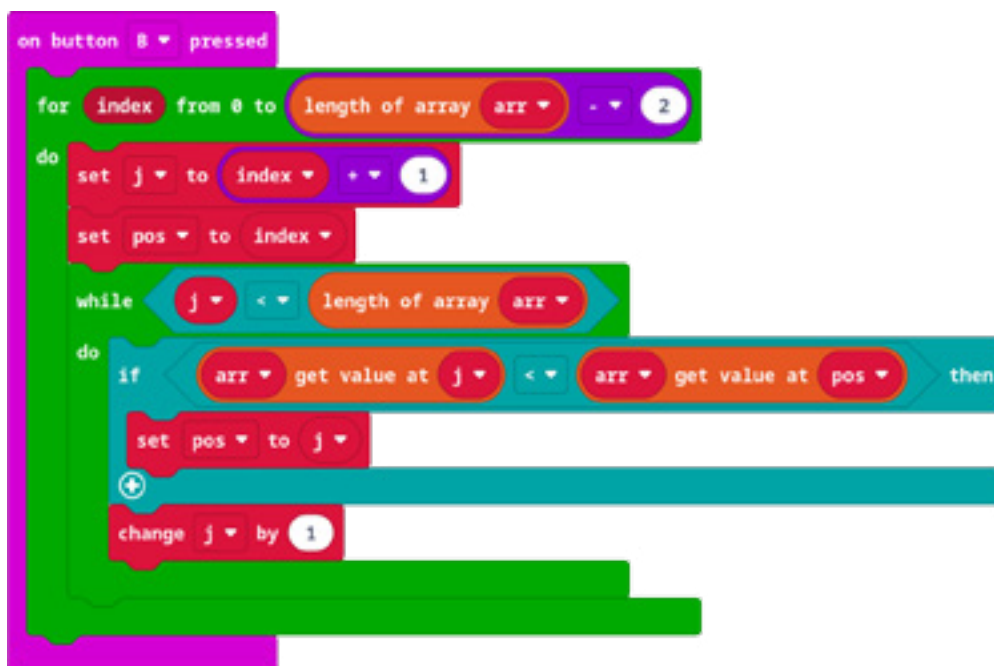 on button B pressed
for index from 0 to length of array arr - 2
do
set j to index + 1
set pos to index
while j < length of array arr
do
if arr get value at j < arr get value at pos then
set pos to j
change j by 1